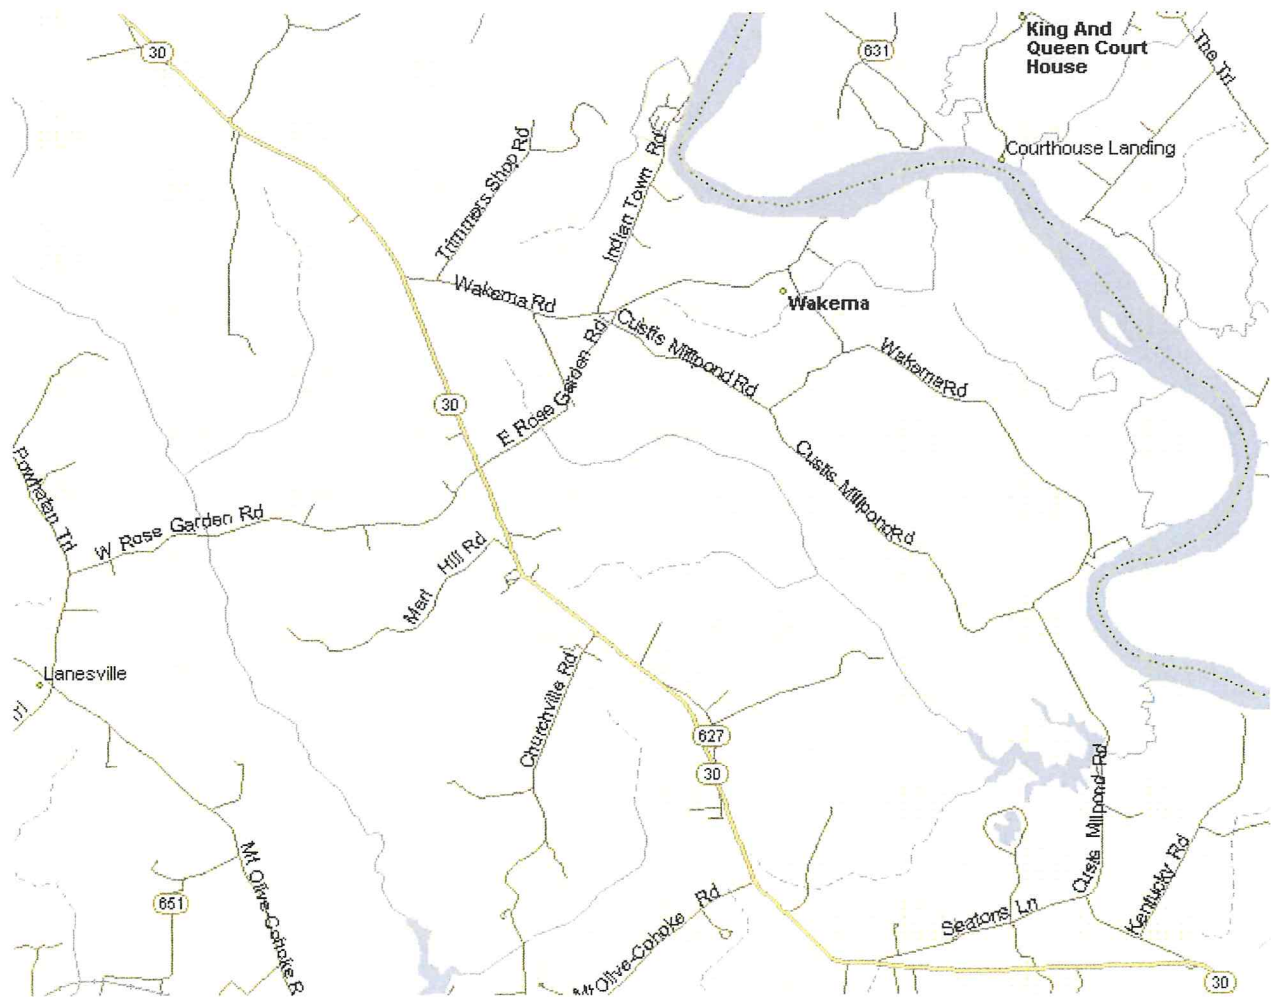 30
King And
Queen Court
House
631
The Trl
Courthouse Landing
Trimmers Shop Rd
Indian Town Rd
Wakema Rd
Wakema
Custis Millpond Rd
Wakema Rd
30
E Rose Garden Rd
Custis Millpond Rd
Powhatan Trl
W Rose Garden Rd
Mart Hill Rd
Lanesville
Trl
Churchville Rd
627
30
Custis Millpond Rd
Kentucky Rd
Seatons Ln
Mt Olive-Cohoke R
651
Mt Olive-Cohoke Rd
30